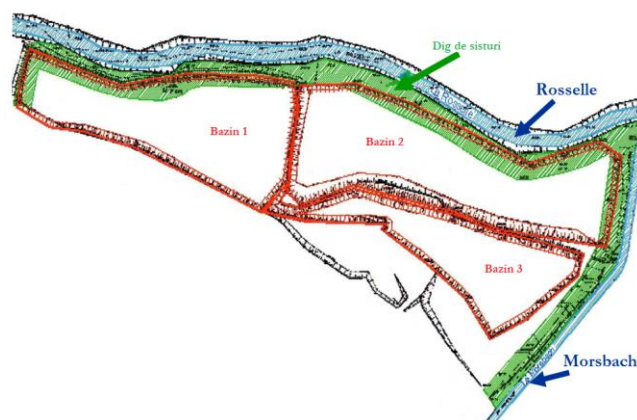 Dig de sisturi
Rosselle
Bazin 1
Bazin 2
Bazin 3
Morsbach